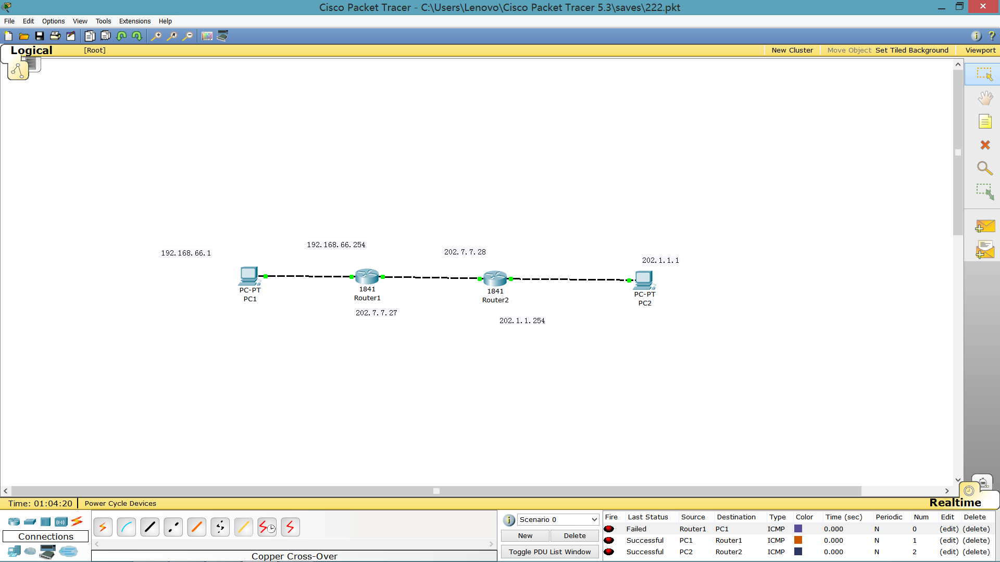 Cisco Packet Tracer - C:\Users\Lenovo\Cisco Packet Tracer 5.3\saves\222.pkt
File Edit Options View Tools Extensions Help
Logical [Root] New Cluster Move Object Set Tiled Background Viewport
192.168.66.254
202.7.7.28
192.168.66.1
202.1.1.1
1841
Router1
PC-PT
PC1
1841
Router2
PC-PT
PC2
202.7.7.27
202.1.1.254
Time: 01:04:20 Power Cycle Devices
Realtime
Connections
Copper Cross-Over
Scenario 0
New Delete
Toggle PDU List Window
Fire Last Status Source Destination Type Color Time (sec) Periodic Num Edit Delete
Failed Router1 PC1 ICMP 0.000 N 0 (edit) (delete)
Successful PC1 Router1 ICMP 0.000 N 1 (edit) (delete)
Successful PC2 Router2 ICMP 0.000 N 2 (edit) (delete)